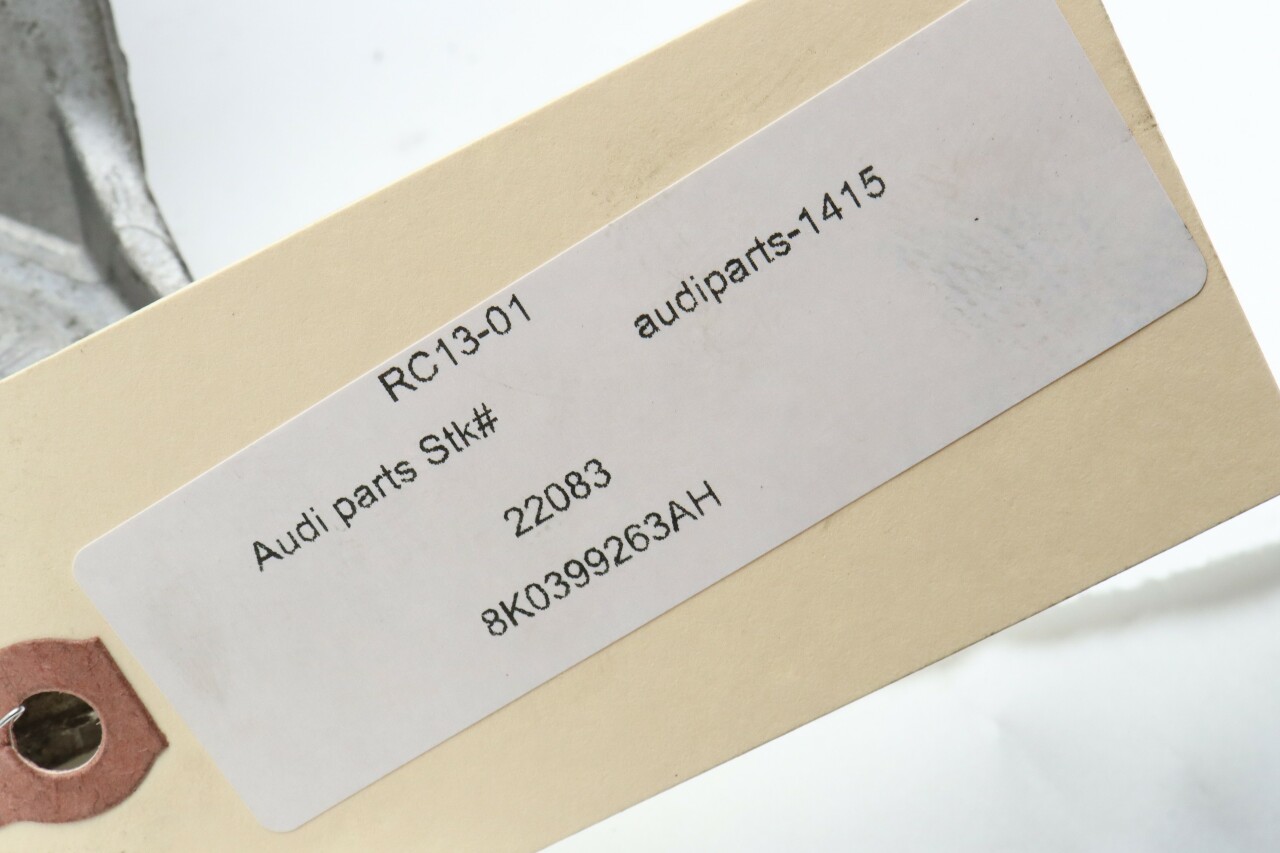 RC13-01 audiparts-1415
Audi parts Stk#
22083
8K0399263AH